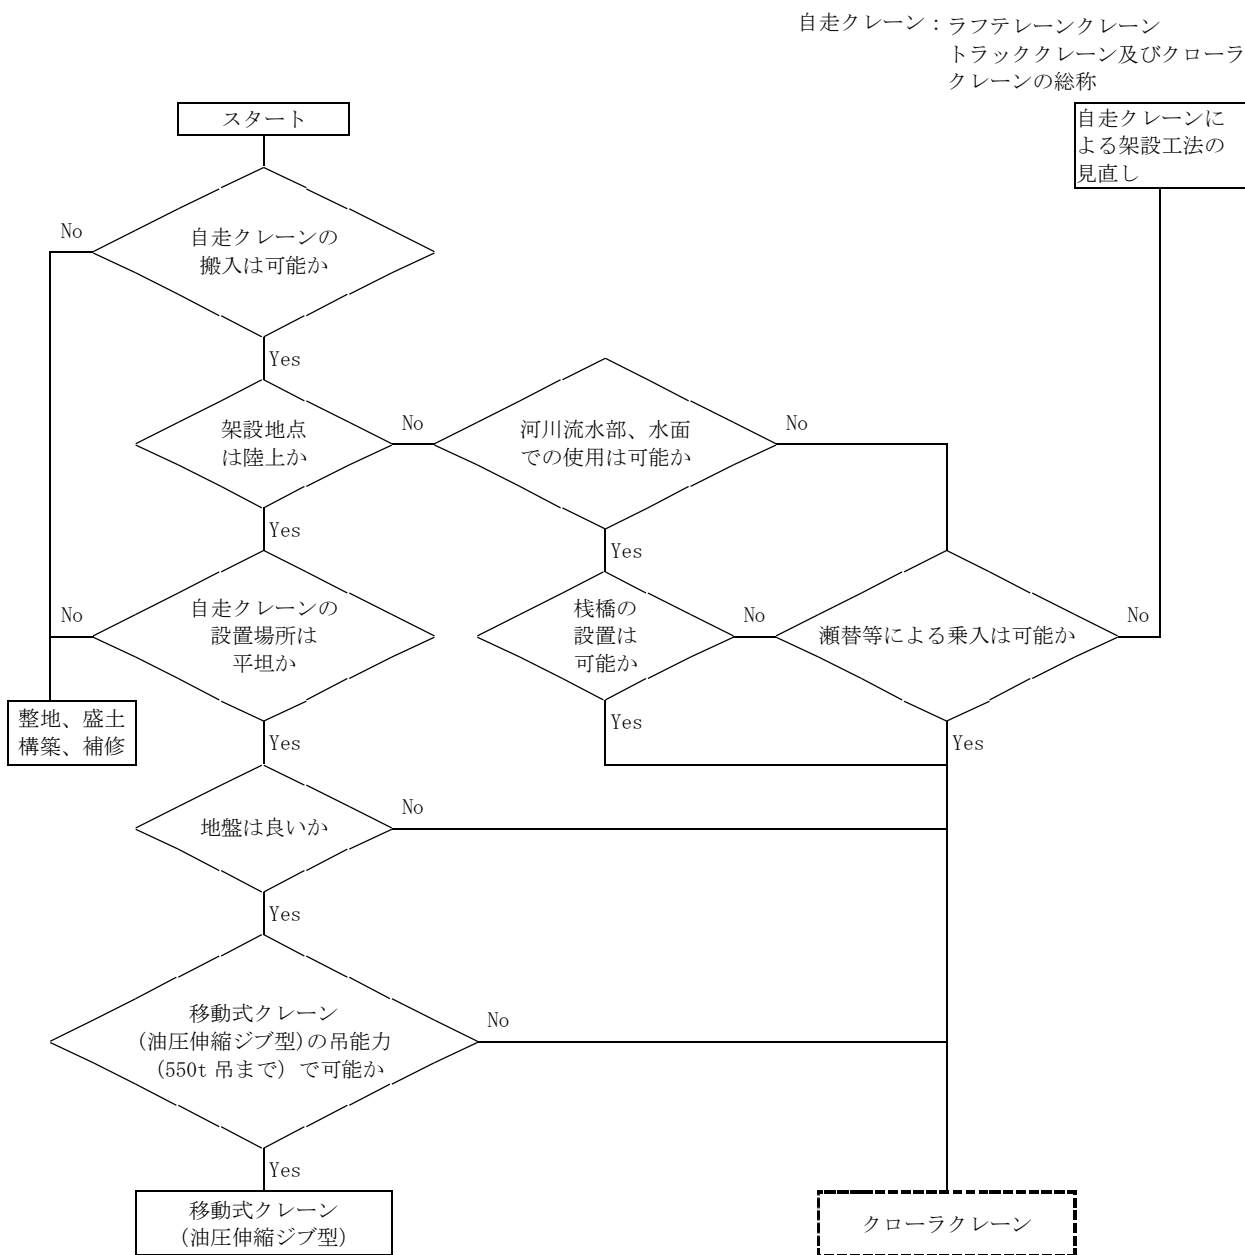 自走クレーン：ラフテレーンクレーン
トラッククレーン及びクローラ
クレーンの総称
スタート
自走クレーンに
よる架設工法の
見直し
No
自走クレーンの
搬入は可能か
Yes
架設地点
は陸上か
No
河川流水部、水面
での使用は可能か
No
Yes
Yes
No
自走クレーンの
設置場所は
平坦か
桟橋の
設置は
可能か
No
瀬替等による乗入は可能か
No
整地、盛土
構築、補修
Yes
Yes
Yes
地盤は良いか
No
Yes
移動式クレーン
(油圧伸縮ジブ型)の吊能力
(550t 吊まで) で可能か
No
Yes
移動式クレーン
(油圧伸縮ジブ型)
クローラクレーン